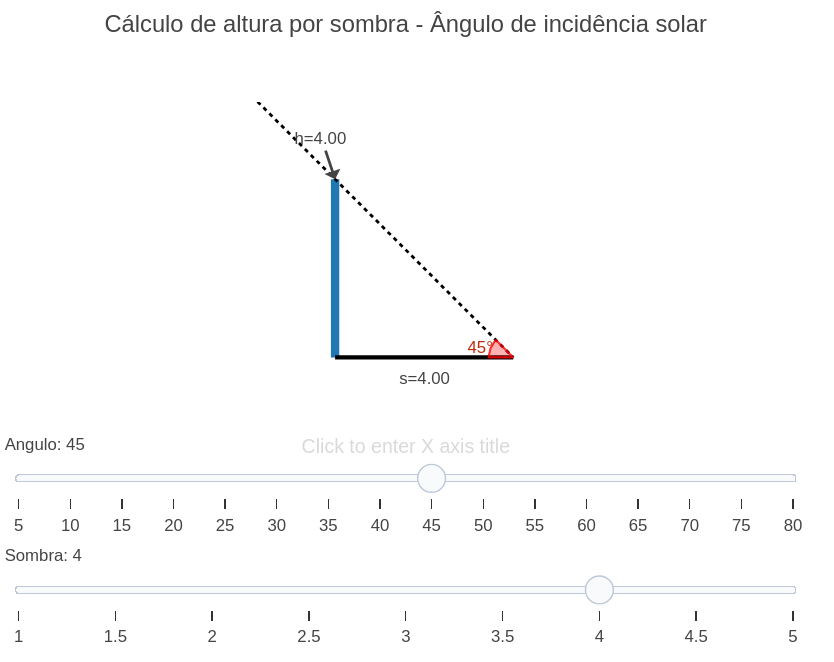 Cálculo de altura por sombra - Ângulo de incidência solar
h=4.00
45°
s=4.00
Angulo: 45
Click to enter X axis title
5 10 15 20 25 30 35 40 45 50 55 60 65 70 75 80
Sombra: 4
1 1.5 2 2.5 3 3.5 4 4.5 5